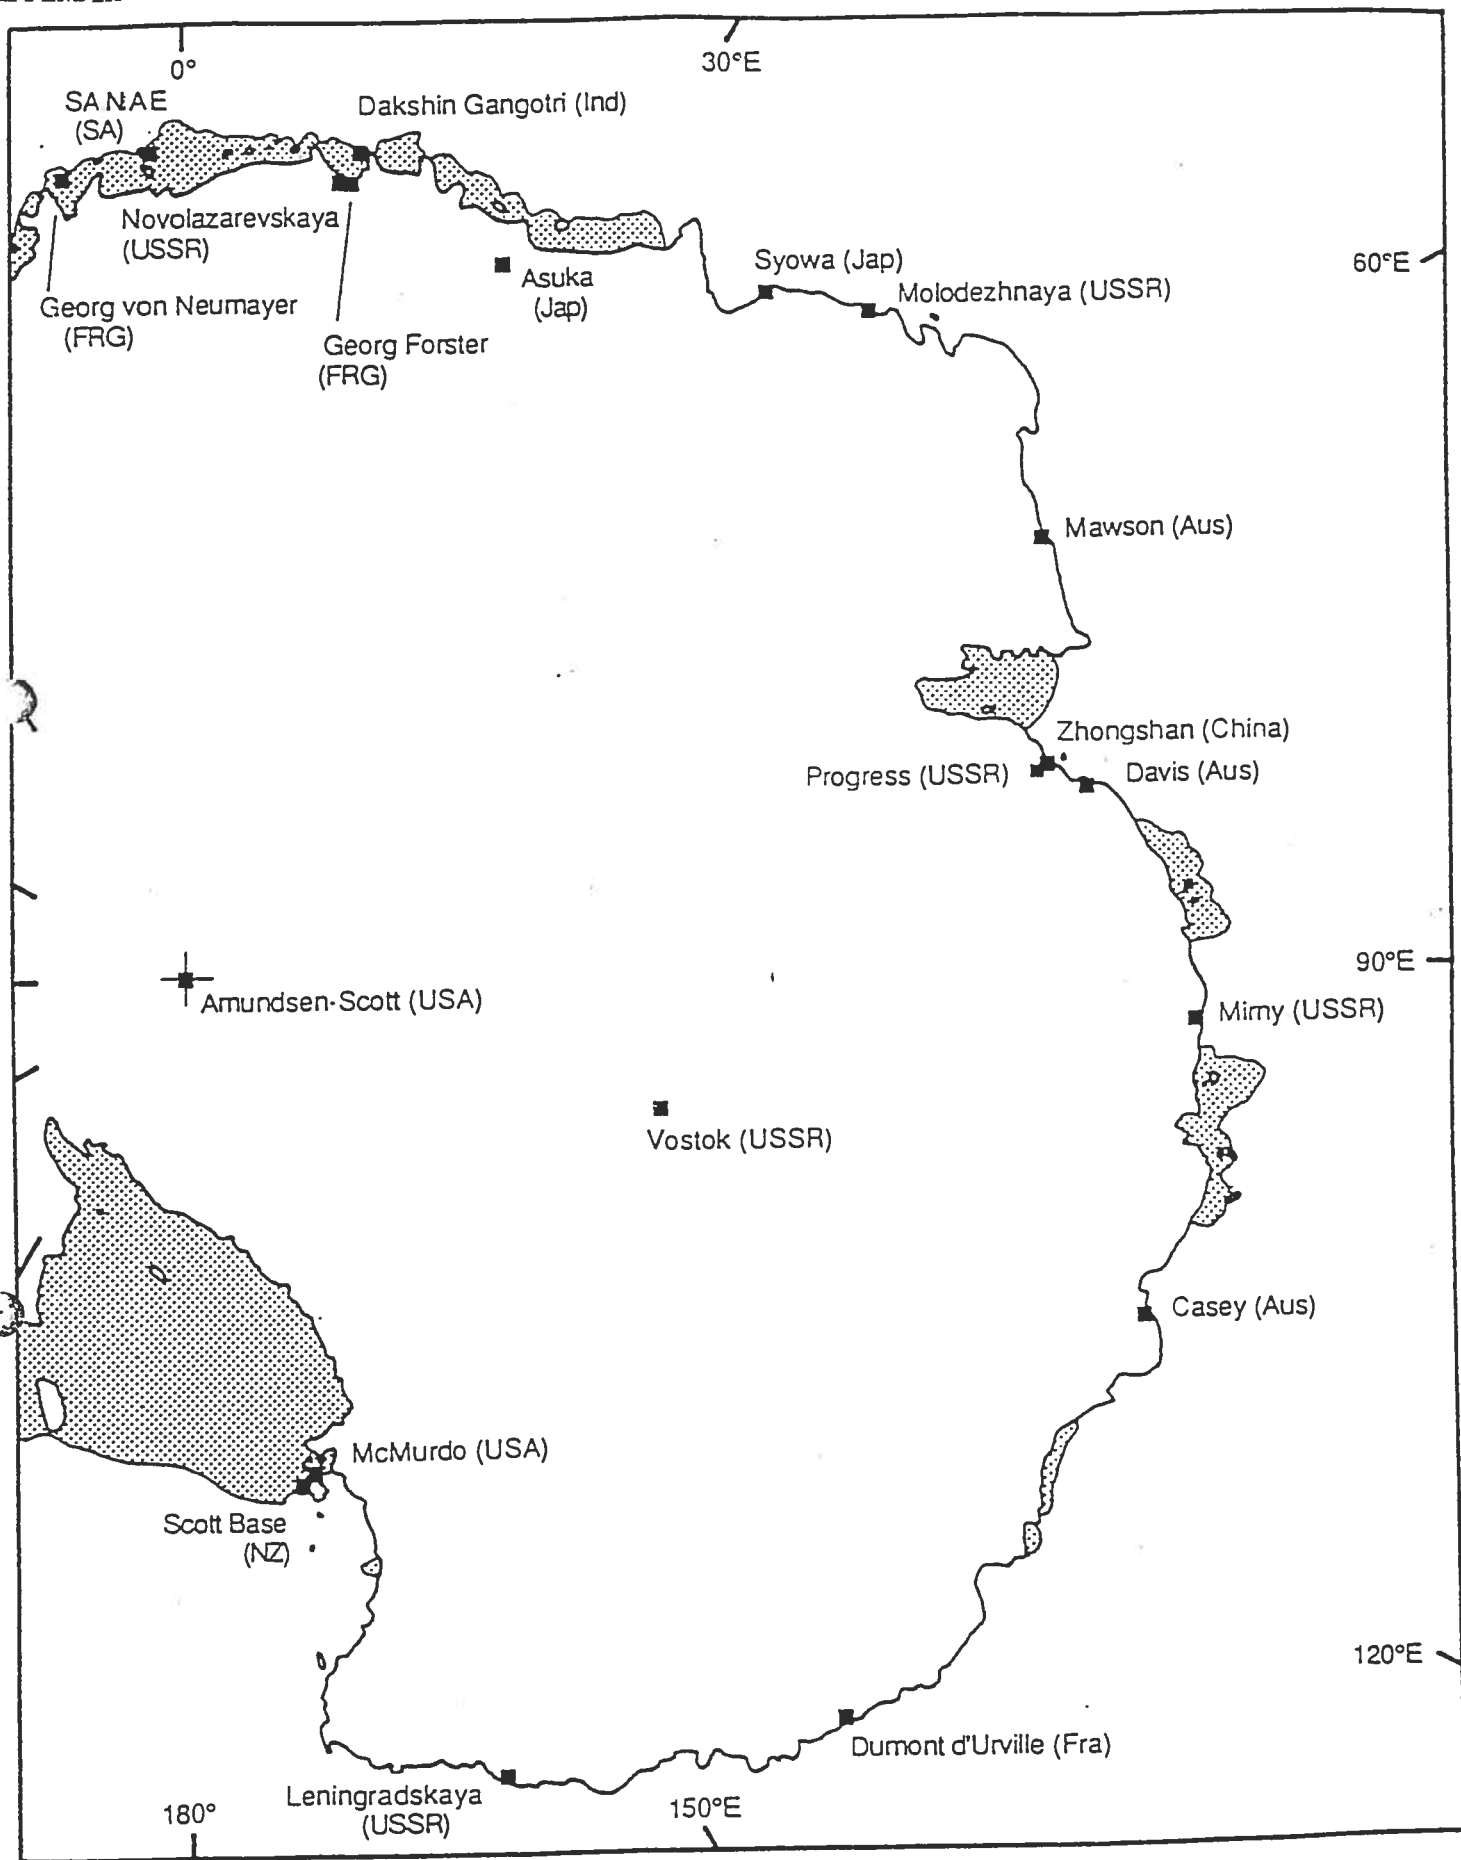 0°
30°E
SANAE
(SA)
Dakshin Gangotri (Ind)
Novolazarevskaya
(USSR)
Georg von Neumayer
(FRG)
Georg Forster
(FRG)
Asuka
(Jap)
Syowa (Jap)
Molodezhnaya (USSR)
60°E
Mawson (Aus)
Zhongshan (China)
Progress (USSR)
Davis (Aus)
90°E
Amundsen-Scott (USA)
Mirny (USSR)
Vostok (USSR)
Casey (Aus)
McMurdo (USA)
Scott Base
(NZ)
120°E
Dumont d'Urville (Fra)
Leningradskaya
(USSR)
180°
150°E